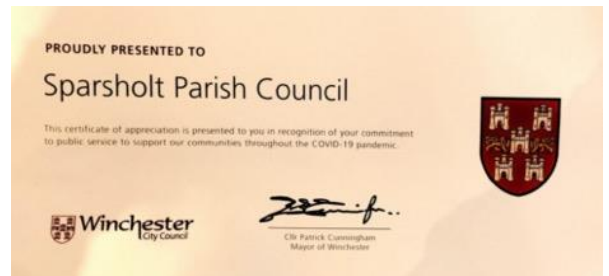 PROUDLY PRESENTED TO
Sparsholt Parish Council
This certificate of appreciation is presented to you in recognition of your commitment
to public service to support our communities throughout the COVID-19 pandemic.
Winchester
City Council
Cllr Patrick Cunningham
Mayor of Winchester